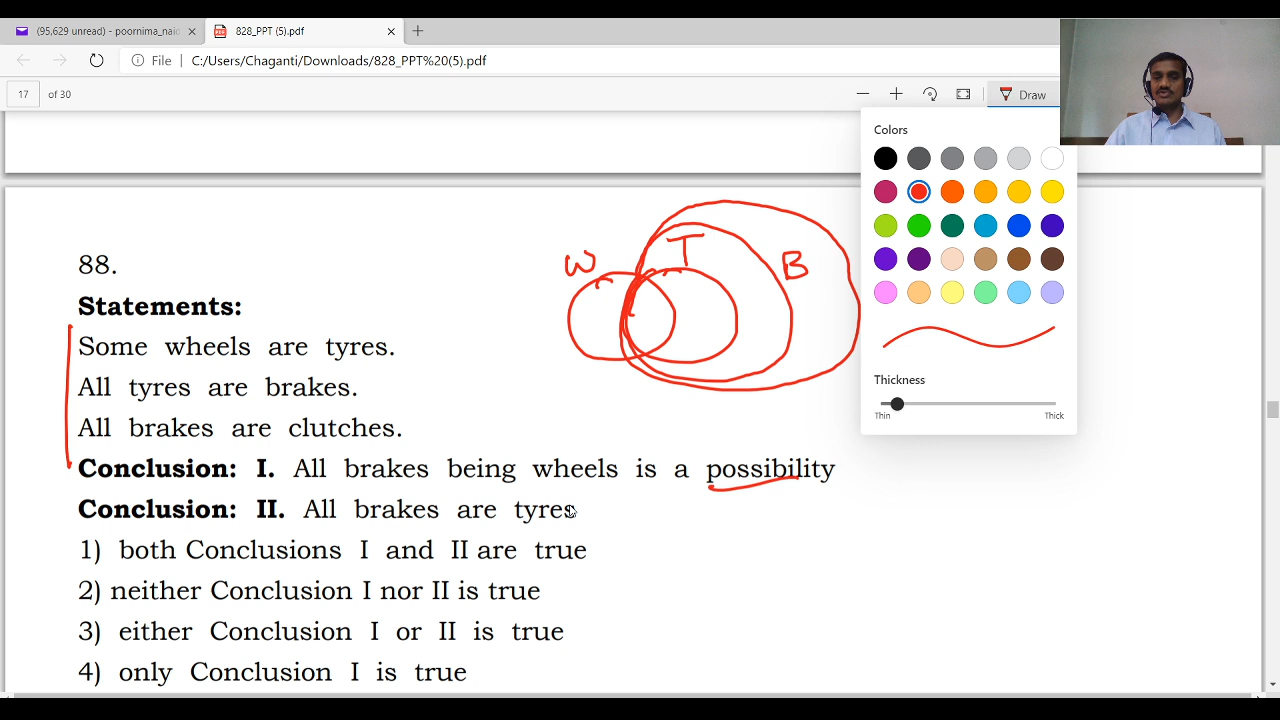 (95,629 unread) - poornima_naid
828_PPT (5).pdf
File | C:/Users/Chaganti/Downloads/828_PPT%20(5).pdf
17 of 30
Draw
Colors
Thickness
Thin Thick
W T B
88.
Statements:
Some wheels are tyres.
All tyres are brakes.
All brakes are clutches.
Conclusion: I. All brakes being wheels is a possibility
Conclusion: II. All brakes are tyres
1) both Conclusions I and II are true
2) neither Conclusion I nor II is true
3) either Conclusion I or II is true
4) only Conclusion I is true